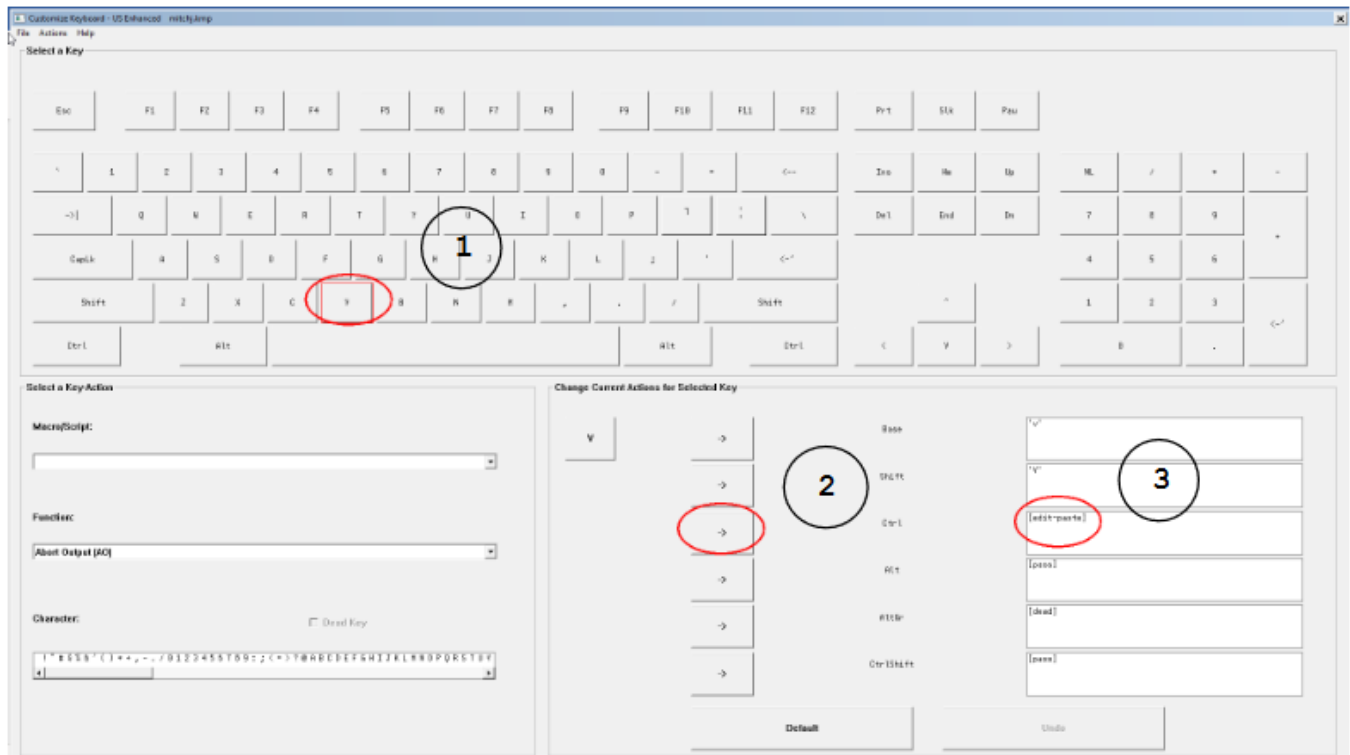 Customize Keyboard - US Enhanced mitchj.kmp
File Actions Help
Select a Key
Esc F1 F2 F3 F4 F5 F6 F7 F8 F9 F10 F11 F12 Prt Slk Pau
` 1 2 3 4 5 6 7 8 9 0 - = <-- Ins Hm Up NL / * -
->| Q W E R T Y U I O P \ Del End Dn 7 8 9 +
1
CapLk A S D F G H J K L ; ' <-' 4 5 6
Shift Z X C V B N M , . / Shift ^ 1 2 3 <-'
Ctrl Alt Alt Ctrl < V > 0 .
Select a Key-Action
Change Current Actions for Selected Key
Macro/Script:
V -> Base 'v'
-> Shift 'V'
2 3
Function:
-> Ctrl [edit-paste]
Abort Output (AO)
-> Alt [pass]
Character:
Dead Key
-> AltGr [dead]
-> CtrlShift [pass]
Default Undo